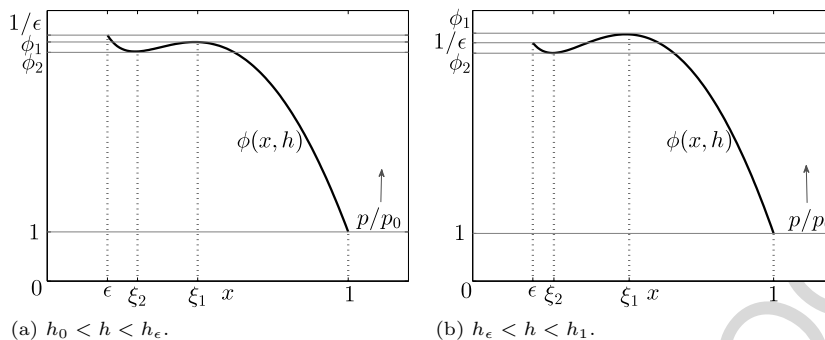 1/ϵ
ϕ1
ϕ2
ϕ(x, h)
p/p0
1
0
ϵ
ξ2
ξ1
x
1
(a) h0 < h < hϵ.
ϕ1
1/ϵ
ϕ2
ϕ(x, h)
p/p
1
0
ϵ
ξ2
ξ1
x
1
(b) hϵ < h < h1.